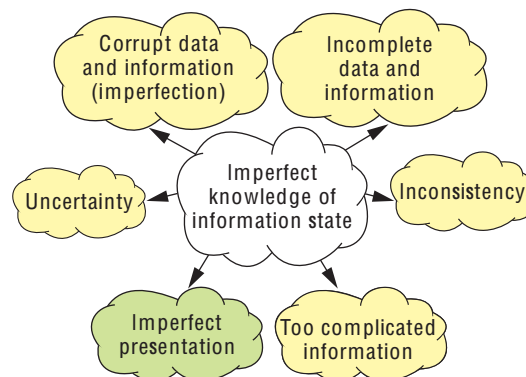 Corrupt data
and information
(imperfection)
Incomplete
data and
information
Uncertainty
Imperfect
knowledge of
information state
Inconsistency
Imperfect
presentation
Too complicated
information